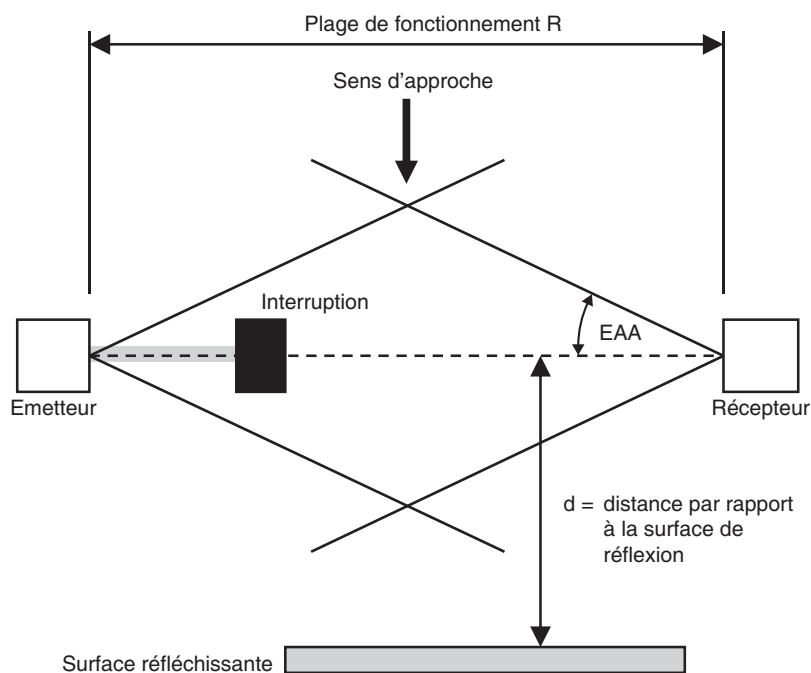 Plage de fonctionnement R
Sens d'approche
Interruption
EAA
Emetteur
Récepteur
d = distance par rapport
à la surface de
réflexion
Surface réfléchissante